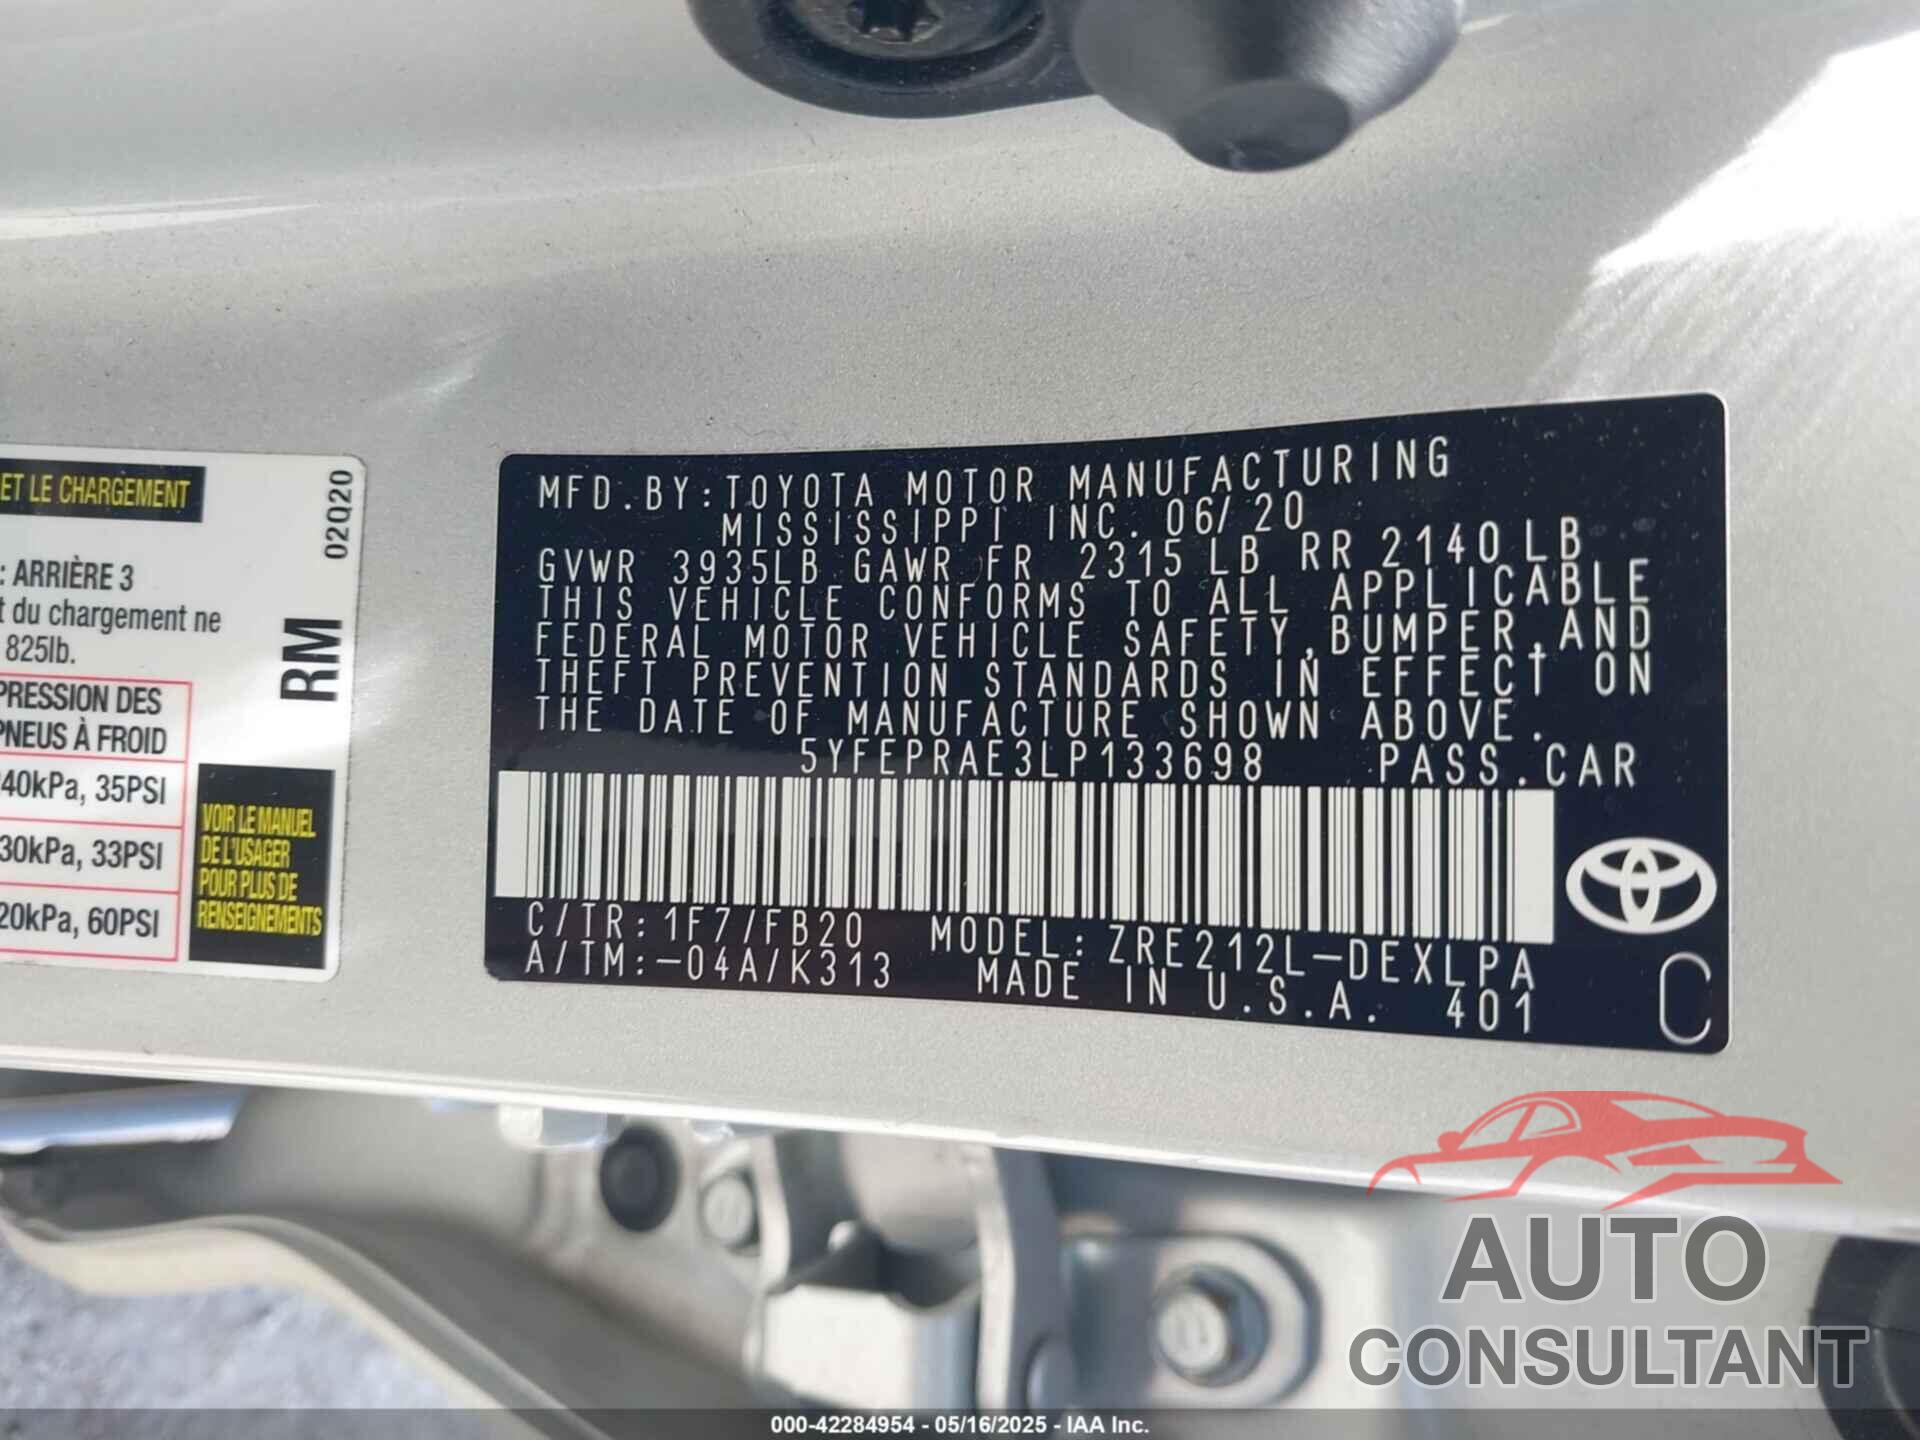 ET LE CHARGEMENT
02Q20
: ARRIÈRE 3
t du chargement ne
825lb.
RM
PRESSION DES
PNEUS À FROID
40kPa, 35PSI
30kPa, 33PSI
20kPa, 60PSI
VOIR LE MANUEL
DE L'USAGER
POUR PLUS DE
RENSEIGNEMENTS
MFD.BY:TOYOTA MOTOR MANUFACTURING
MISSISSIPPI INC. 06/20
GVWR 3935LB GAWR FR 2315LB RR 2140LB
THIS VEHICLE CONFORMS TO ALL APPLICABLE
FEDERAL MOTOR VEHICLE SAFETY,BUMPER,AND
THEFT PREVENTION STANDARDS IN EFFECT ON
THE DATE OF MANUFACTURE SHOWN ABOVE.
5YFEPRAE3LP133698 PASS.CAR
C/TR:1F7/FB20 MODEL:ZRE212L-DEXLPA
A/TM:-04A/K313 MADE IN U.S.A. 401
C
AUTO
CONSULTANT
000-42284954 - 05/16/2025 - IAA Inc.